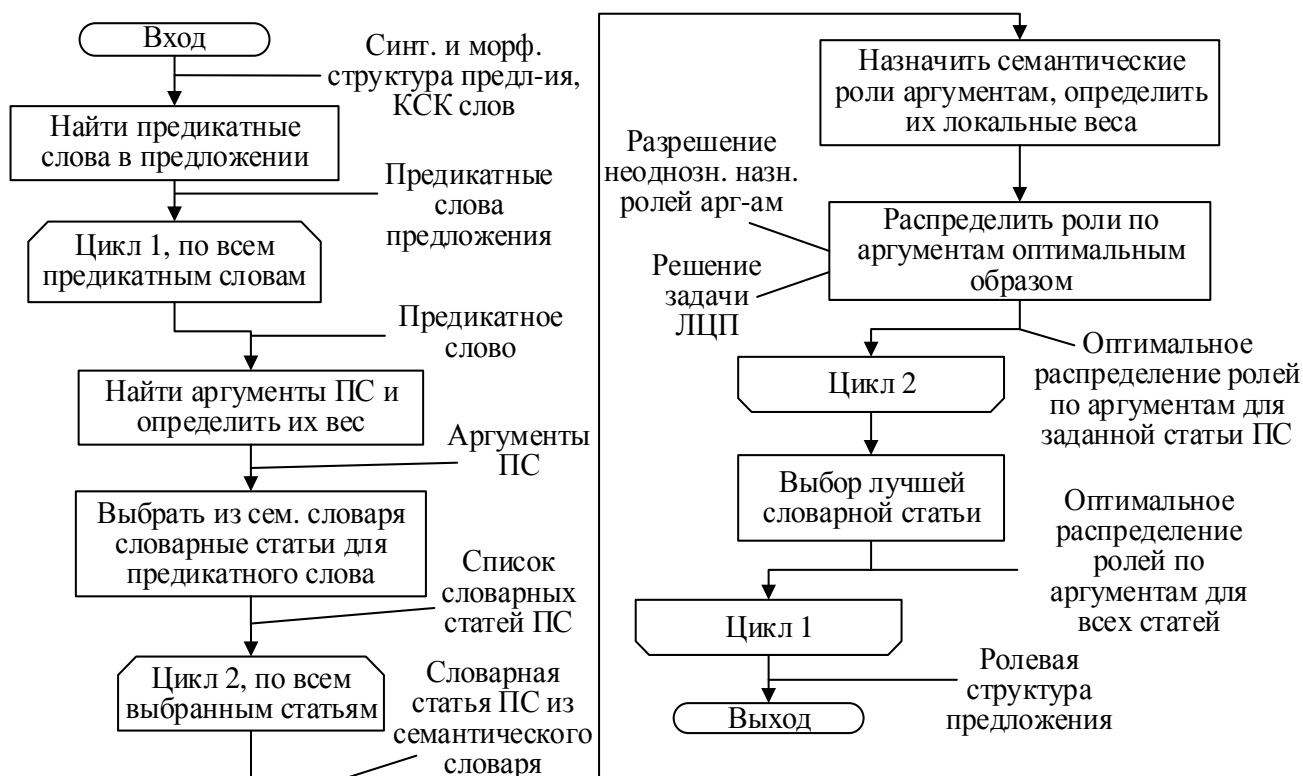 Вход
Синт. и морф.
структура предл-ия,
КСК слов
Найти предикатные
слова в предложении
Предикатные
слова
предложения
Цикл 1, по всем
предикатным словам
Предикатное
слово
Найти аргументы ПС и
определить их вес
Аргументы
ПС
Выбрать из сем. словаря
словарные статьи для
предикатного слова
Список
словарных
статей ПС
Цикл 2, по всем
выбранным статьям
Словарная
статья ПС из
семантического
словаря
Назначить семантические
роли аргументам, определить
их локальные веса
Разрешение
неоднозн. назн.
ролей арг-ам
Распределить роли по
аргументам оптимальным
образом
Решение
задачи
ЛЦП
Оптимальное
распределение ролей
по аргументам для
заданной статьи ПС
Цикл 2
Выбор лучшей
словарной статьи
Оптимальное
распределение
ролей по
аргументам для
всех статей
Цикл 1
Ролевая
структура
предложения
Выход